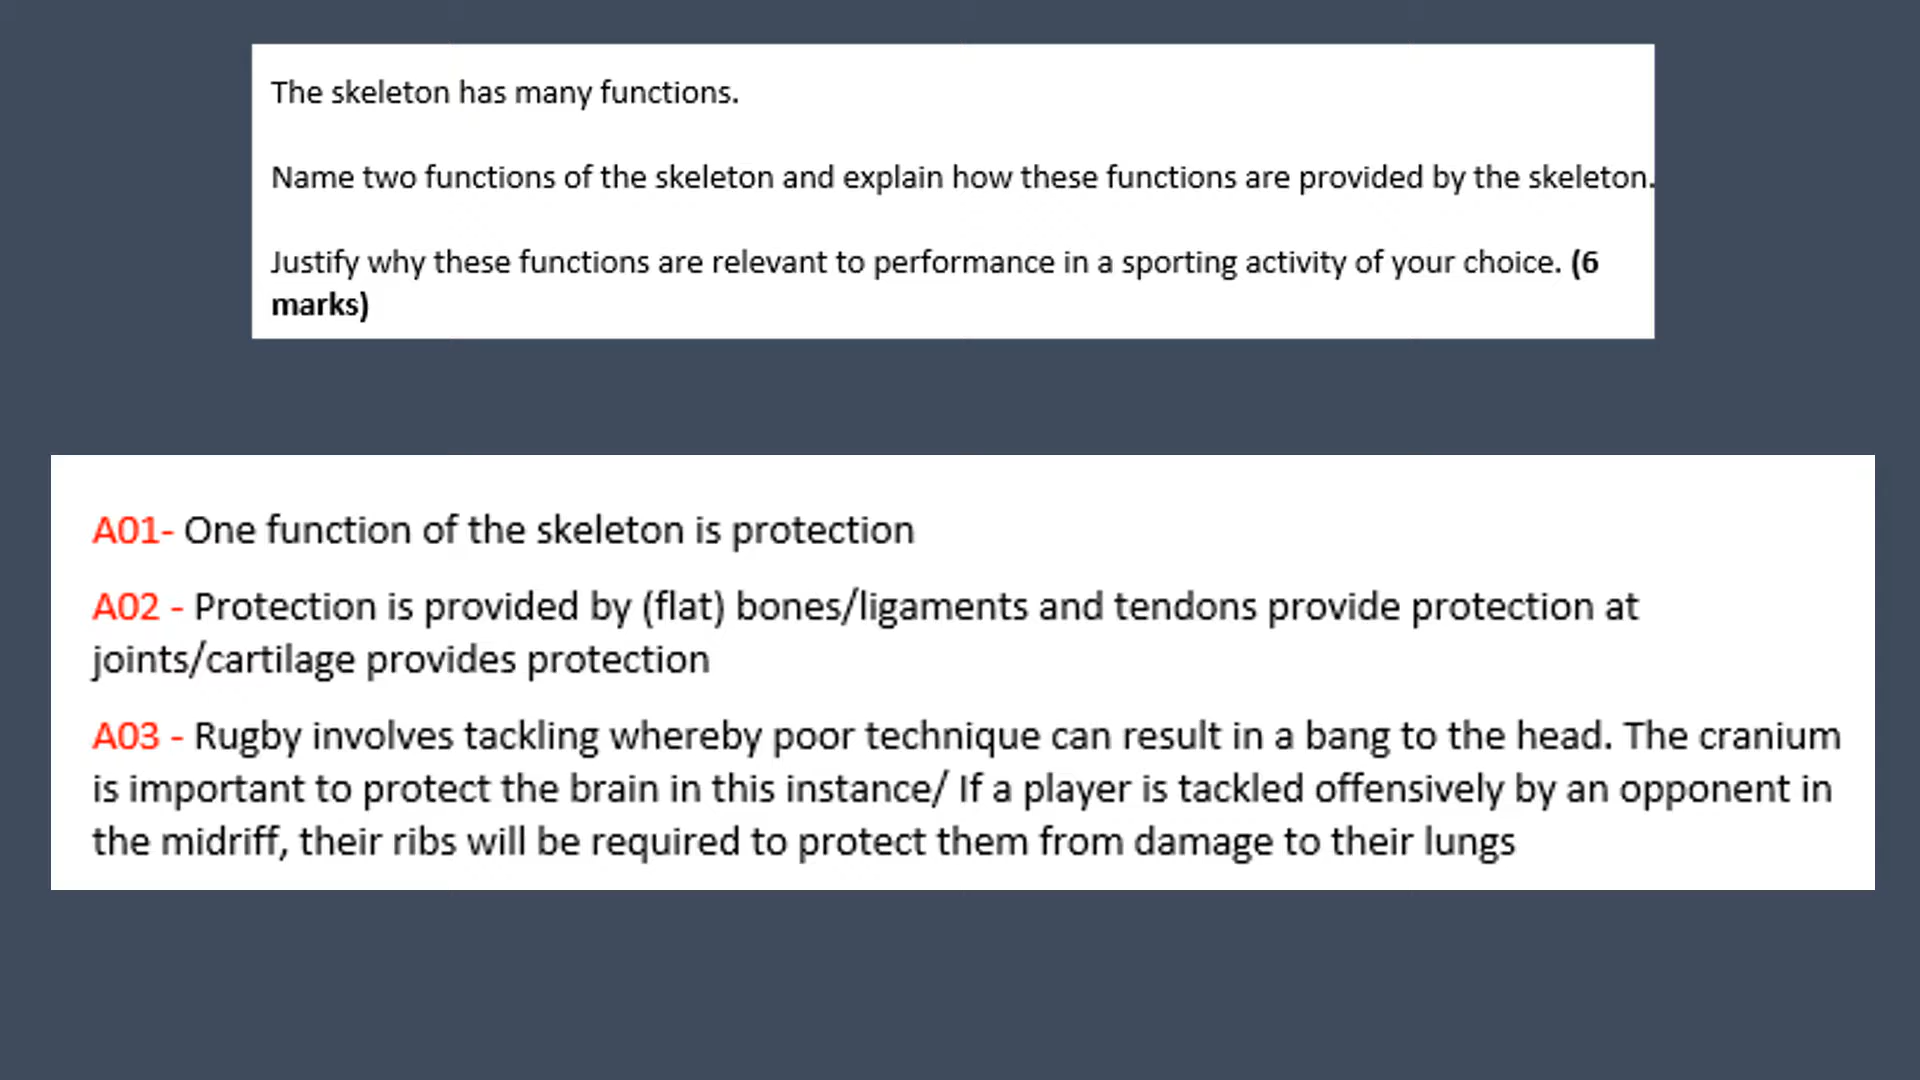 The skeleton has many functions.
Name two functions of the skeleton and explain how these functions are provided by the skeleton.
Justify why these functions are relevant to performance in a sporting activity of your choice. (6
marks)
A01- One function of the skeleton is protection
A02 - Protection is provided by (flat) bones/ligaments and tendons provide protection at
joints/cartilage provides protection
A03 - Rugby involves tackling whereby poor technique can result in a bang to the head. The cranium
is important to protect the brain in this instance/ If a player is tackled offensively by an opponent in
the midriff, their ribs will be required to protect them from damage to their lungs